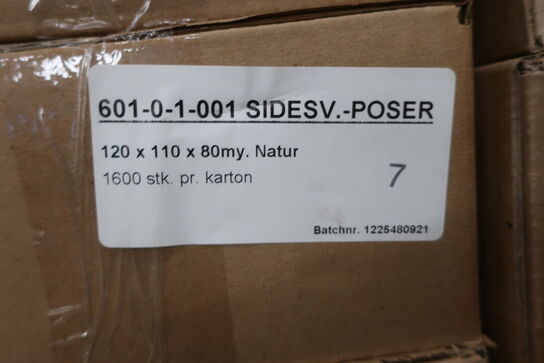 601-0-1-001 SIDESV.-POSER
120 x 110 x 80my. Natur
1600 stk. pr. karton
7
Batchnr. 1225480921